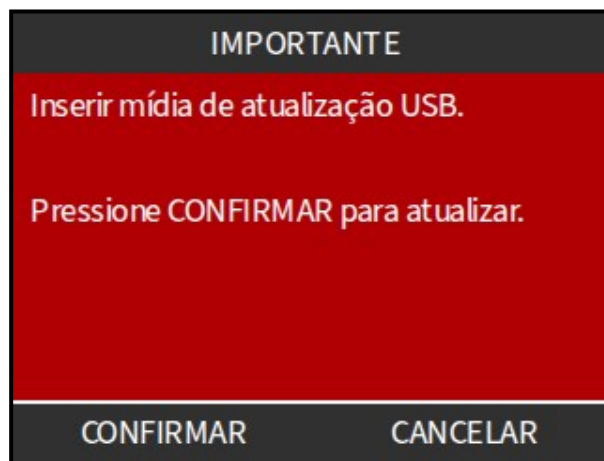 IMPORTANTE
Inserir mídia de atualização USB.
Pressione CONFIRMAR para atualizar.
CONFIRMAR CANCELAR